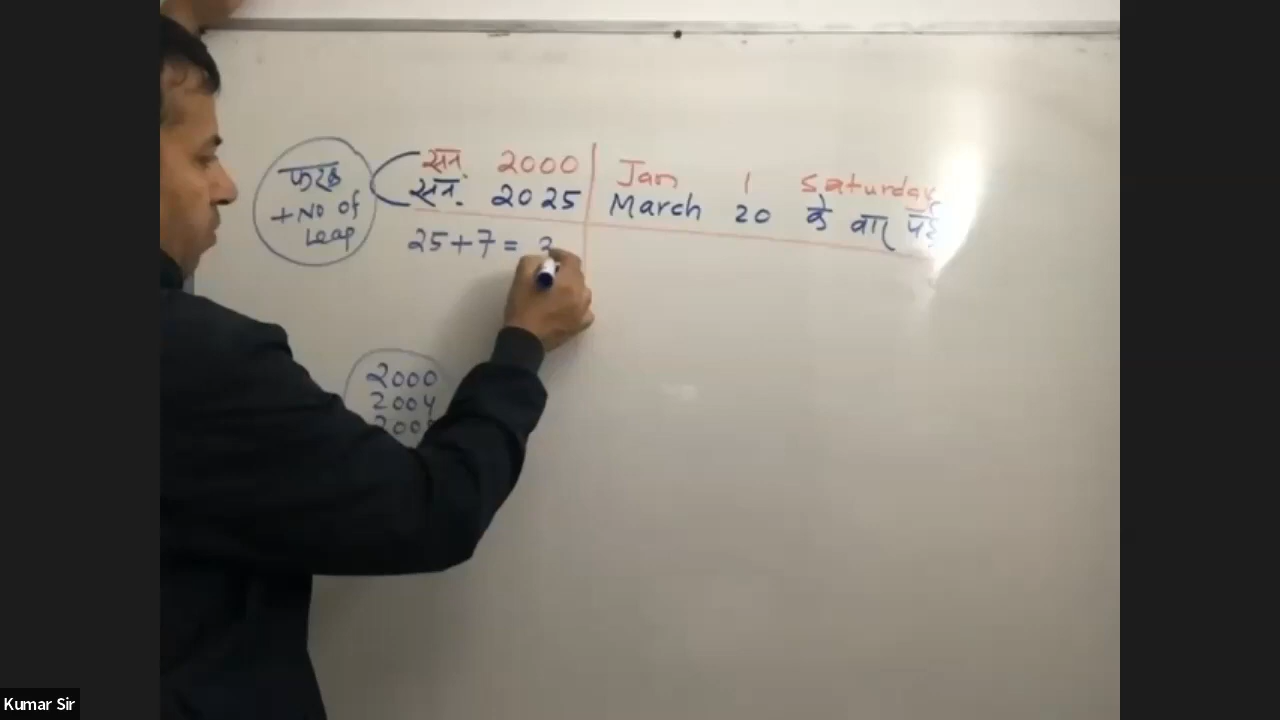 सन. 2000 Jan 1 Saturday
सन. 2025 March 20 के वार
फरक
+ No of
Leap
25+7=
2000
2004
Kumar Sir